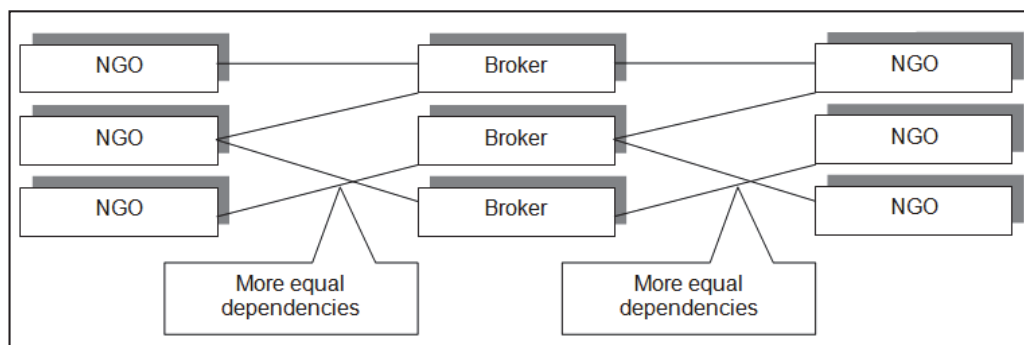 NGO
Broker
NGO
NGO
Broker
NGO
NGO
Broker
NGO
More equal
dependencies
More equal
dependencies